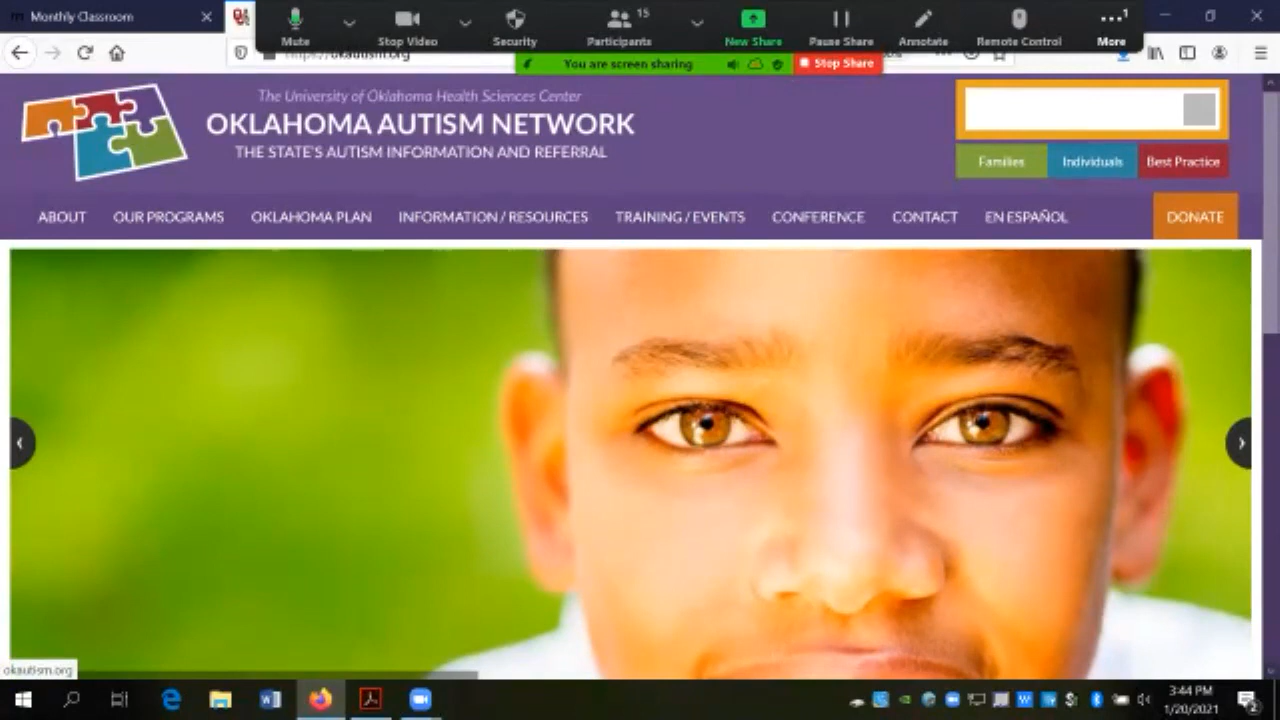 Monthly Classroom
Mute
Stop Video
Security
Participants
15
New Share
Pause Share
Annotate
Remote Control
More
1
You are screen sharing
Stop Share
The University of Oklahoma Health Sciences Center
OKLAHOMA AUTISM NETWORK
THE STATE'S AUTISM INFORMATION AND REFERRAL
Families
Individuals
Best Practice
ABOUT
OUR PROGRAMS
OKLAHOMA PLAN
INFORMATION / RESOURCES
TRAINING / EVENTS
CONFERENCE
CONTACT
EN ESPAÑOL
DONATE
okautism.org
3:44 PM
1/20/2021
2